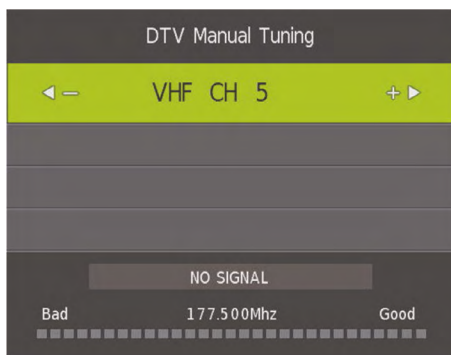 DTV Manual Tuning
VHF CH 5
NO SIGNAL
Bad 177.500Mhz Good